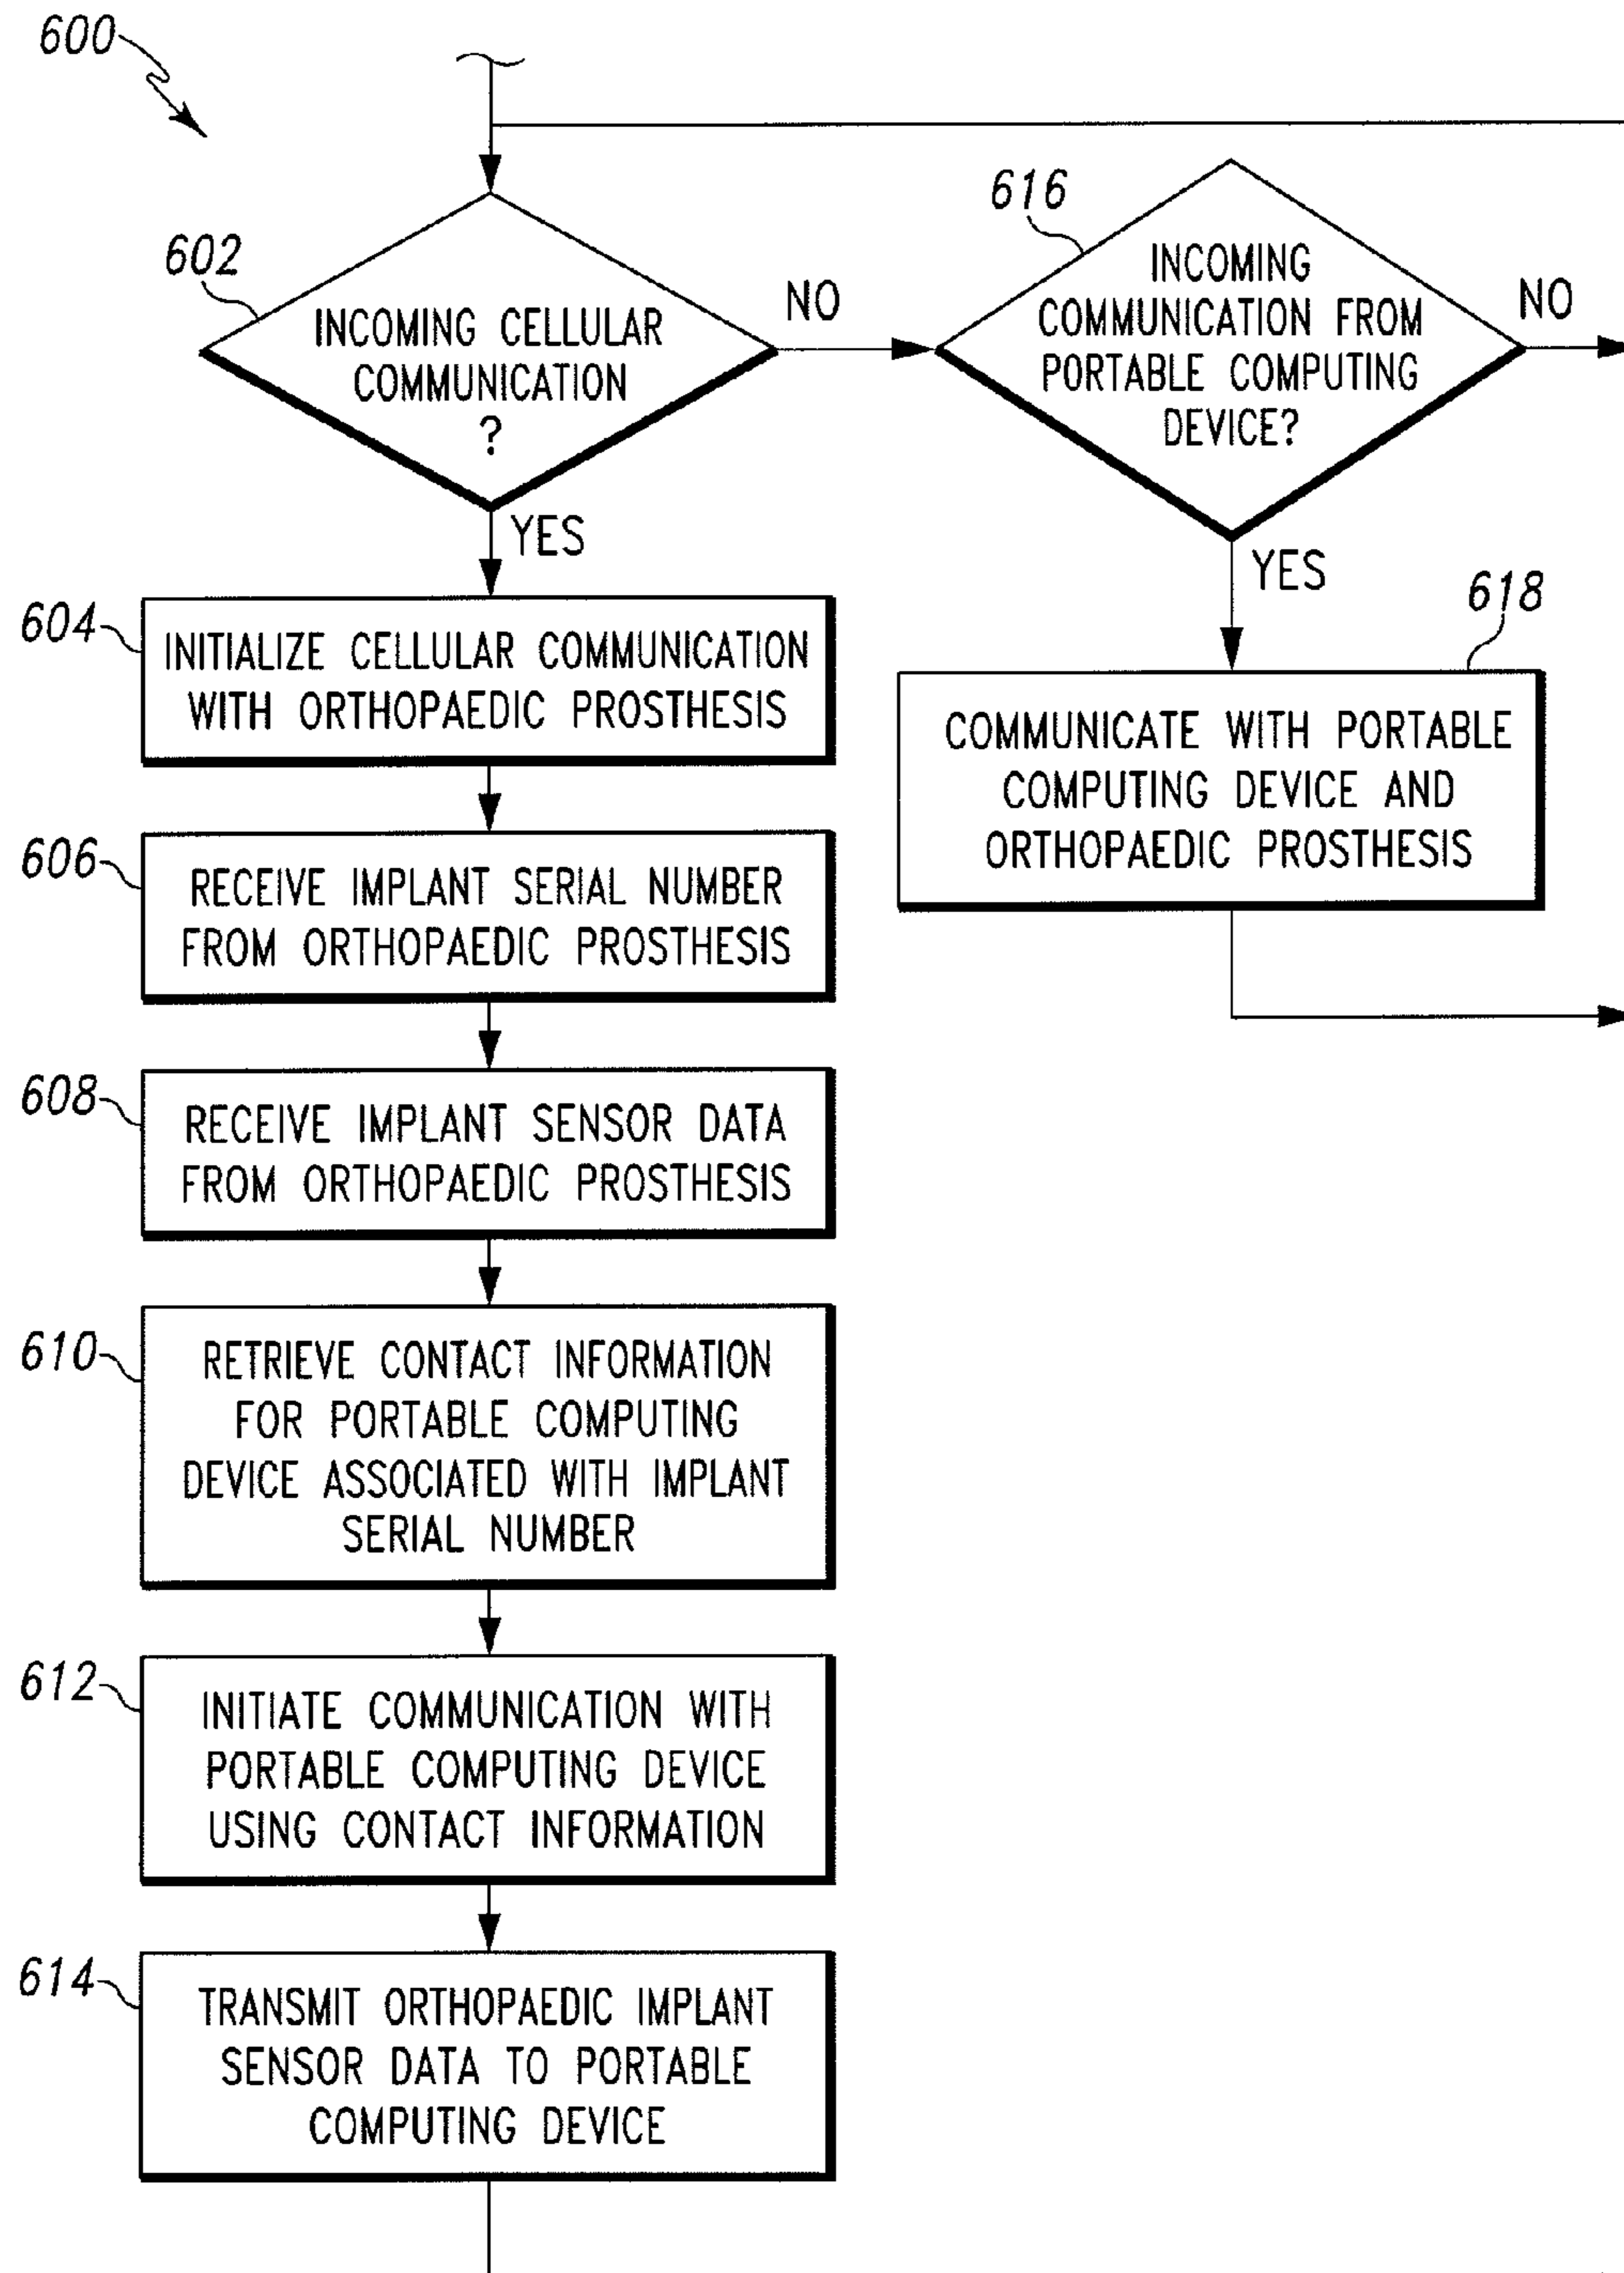 600
602
INCOMING CELLULAR
COMMUNICATION
?
NO
YES
616
INCOMING
COMMUNICATION FROM
PORTABLE COMPUTING
DEVICE?
NO
YES
604
INITIALIZE CELLULAR COMMUNICATION
WITH ORTHOPAEDIC PROSTHESIS
618
COMMUNICATE WITH PORTABLE
COMPUTING DEVICE AND
ORTHOPAEDIC PROSTHESIS
606
RECEIVE IMPLANT SERIAL NUMBER
FROM ORTHOPAEDIC PROSTHESIS
608
RECEIVE IMPLANT SENSOR DATA
FROM ORTHOPAEDIC PROSTHESIS
610
RETRIEVE CONTACT INFORMATION
FOR PORTABLE COMPUTING
DEVICE ASSOCIATED WITH IMPLANT
SERIAL NUMBER
612
INITIATE COMMUNICATION WITH
PORTABLE COMPUTING DEVICE
USING CONTACT INFORMATION
614
TRANSMIT ORTHOPAEDIC IMPLANT
SENSOR DATA TO PORTABLE
COMPUTING DEVICE